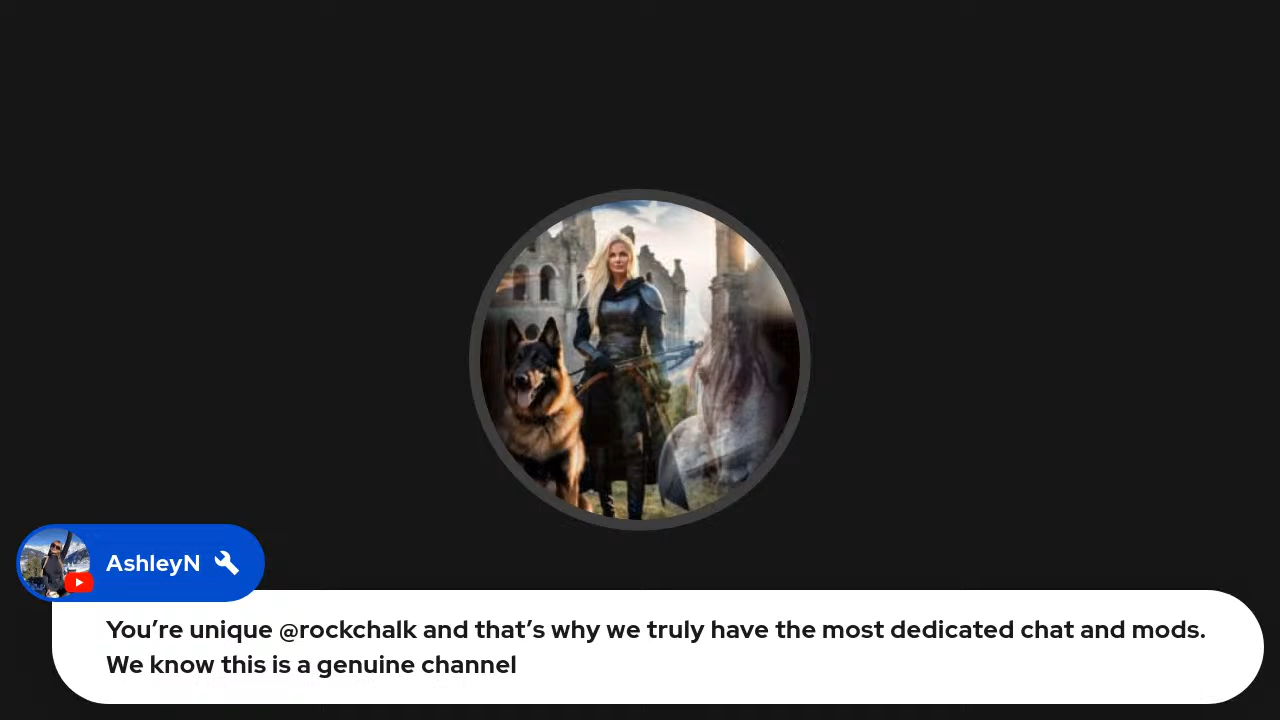 AshleyN
You’re unique @rockchalk and that’s why we truly have the most dedicated chat and mods.
We know this is a genuine channel